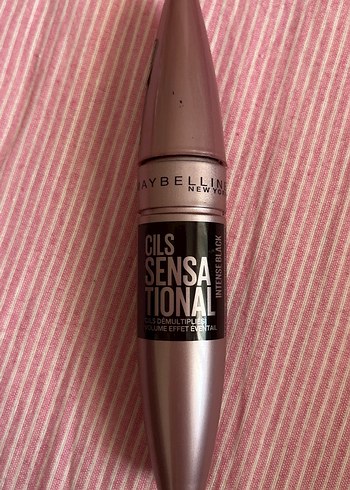 MAYBELLINE
NEW YORK
CILS
SENSA
TIONAL
INTENSE BLACK
CILS DÉMULTIPLIÉS
VOLUME EFFET ÉVENTAIL